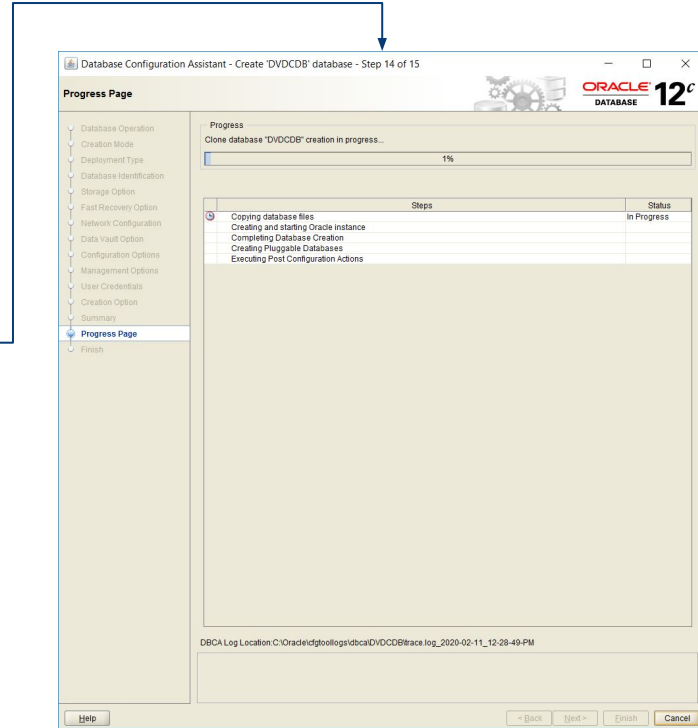 Database Configuration Assistant - Create 'DVDCDB' database - Step 14 of 15
Progress Page
ORACLE DATABASE 12c
Database Operation
Creation Mode
Deployment Type
Database Identification
Storage Option
Fast Recovery Option
Network Configuration
Data Vault Option
Configuration Options
Management Options
User Credentials
Creation Option
Summary
Progress Page
Finish
Progress
Clone database "DVDCDB" creation in progress...
1%
Steps Status
Copying database files In Progress
Creating and starting Oracle instance
Completing Database Creation
Creating Pluggable Databases
Executing Post Configuration Actions
DBCA Log Location:C:\Oracle\cfgtoollogs\dbca\DVDCDB\trace.log_2020-02-11_12-28-49-PM
Help < Back Next > Finish Cancel